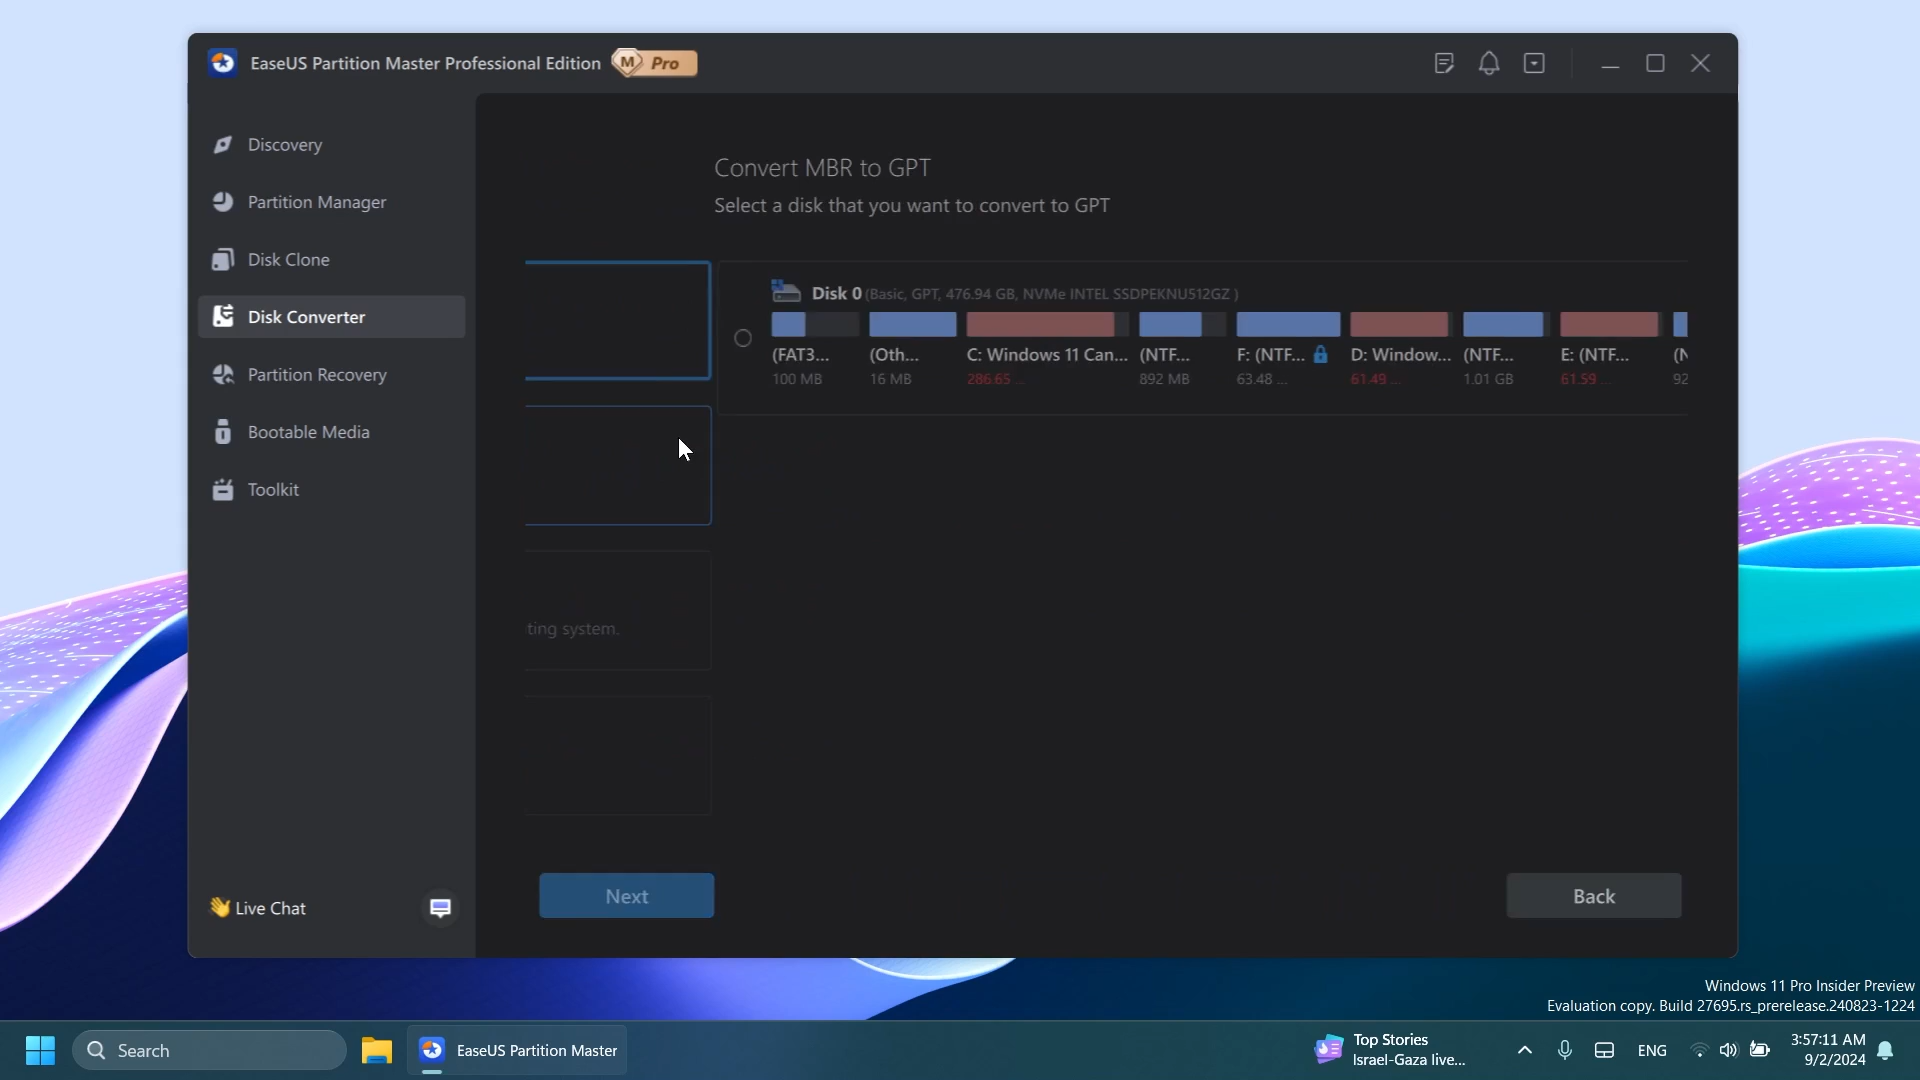 EaseUS Partition Master Professional Edition
M Pro
Discovery
Partition Manager
Disk Clone
Disk Converter
Partition Recovery
Bootable Media
Toolkit
Live Chat
Convert MBR to GPT
Select a disk that you want to convert to GPT
Disk 0 (Basic, GPT, 476.94 GB, NVMe INTEL SSDPEKNU512GZ )
(FAT3... (Oth... C: Windows 11 Can... (NTF... F: (NTF... D: Window... (NTF... E: (NTF... (N
100 MB 16 MB 286.65 ... 892 MB 63.48 ... 61.49 ... 1.01 GB 61.59 ... 92
ting system.
Next
Back
Windows 11 Pro Insider Preview
Evaluation copy. Build 27695.rs_prerelease.240823-1224
Search
EaseUS Partition Master
Top Stories
Israel-Gaza live...
ENG
3:57:11 AM
9/2/2024